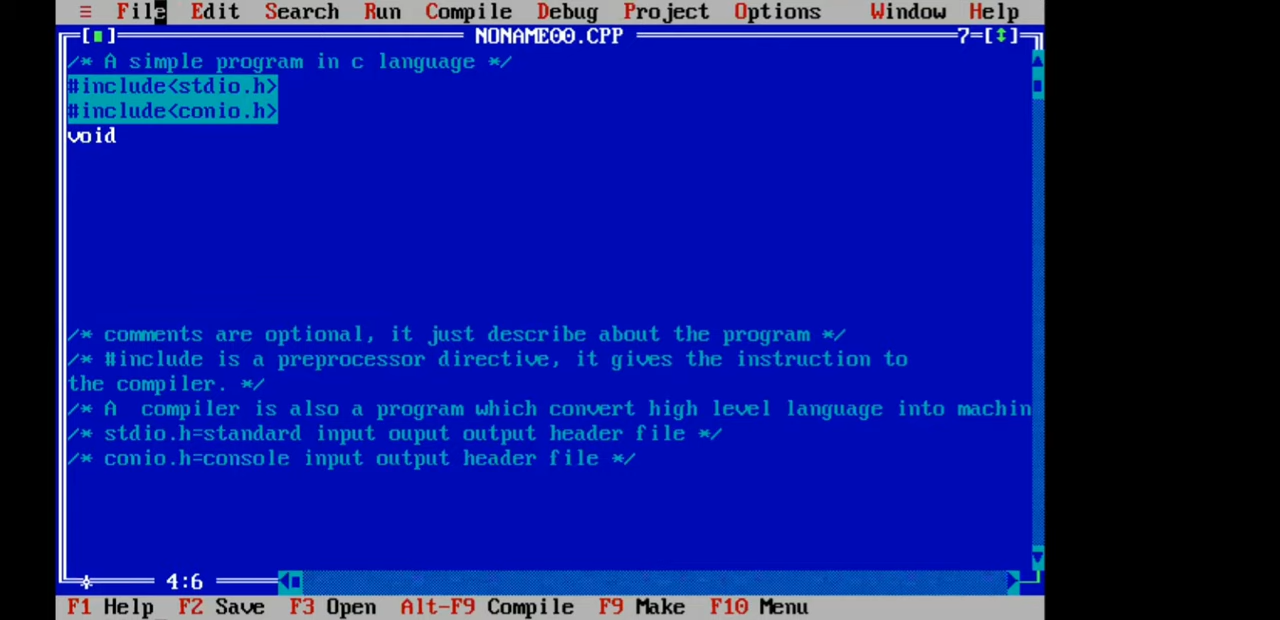 ≡ File Edit Search Run Compile Debug Project Options Window Help
[■] NONAME00.CPP 7=[↕]
/* A simple program in c language */
#include<stdio.h>
#include<conio.h>
void
/* comments are optional, it just describe about the program */
/* #include is a preprocessor directive, it gives the instruction to
the compiler. */
/* A  compiler is also a program which convert high level language into machin
/* stdio.h=standard input ouput output header file */
/* conio.h=console input output header file */
4:6
F1 Help F2 Save F3 Open Alt-F9 Compile F9 Make F10 Menu